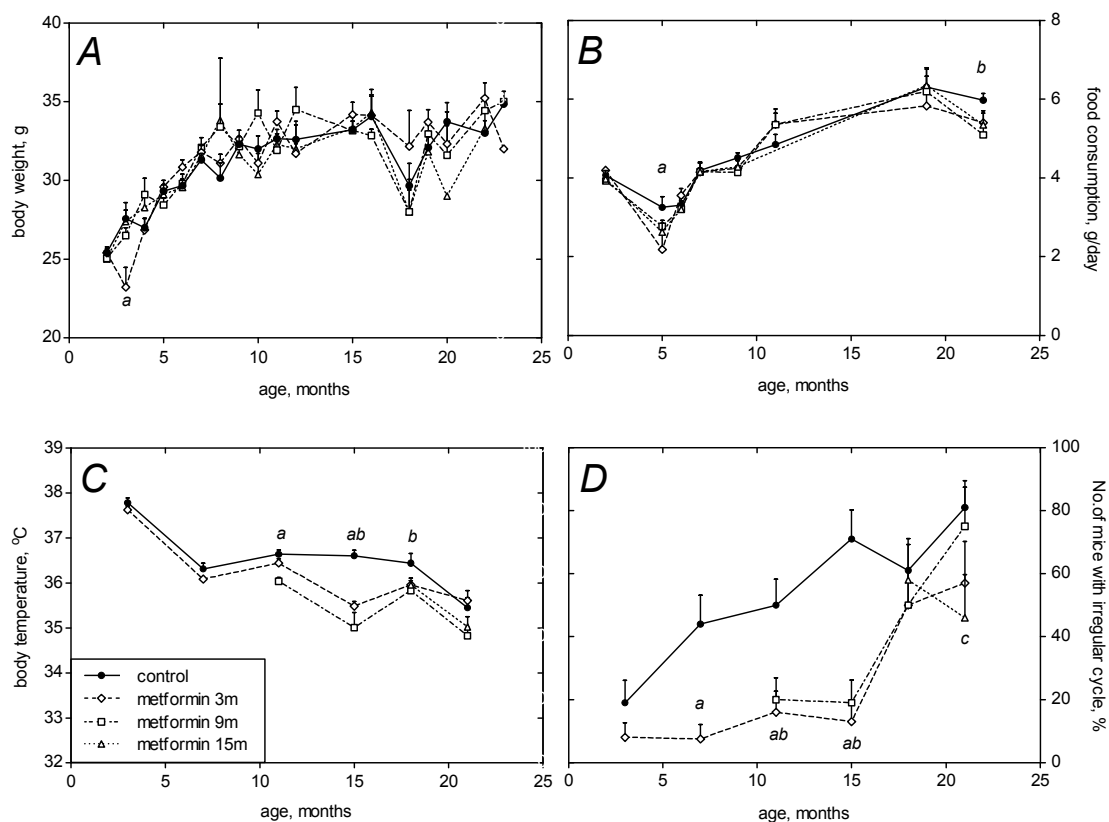 A
40
35
30
25
20
body weight, g
0 5 10 15 20 25
age, months
a
B
8
6
4
2
0
food consumption, g/day
0 5 10 15 20 25
age, months
a
b
C
39
38
37
36
35
34
33
32
body temperature, °C
0 5 10 15 20 25
age, months
a ab b
control
metformin 3m
metformin 9m
metformin 15m
D
100
80
60
40
20
0
No.of mice with irregular cycle, %
0 5 10 15 20 25
age, months
a
ab
ab
c